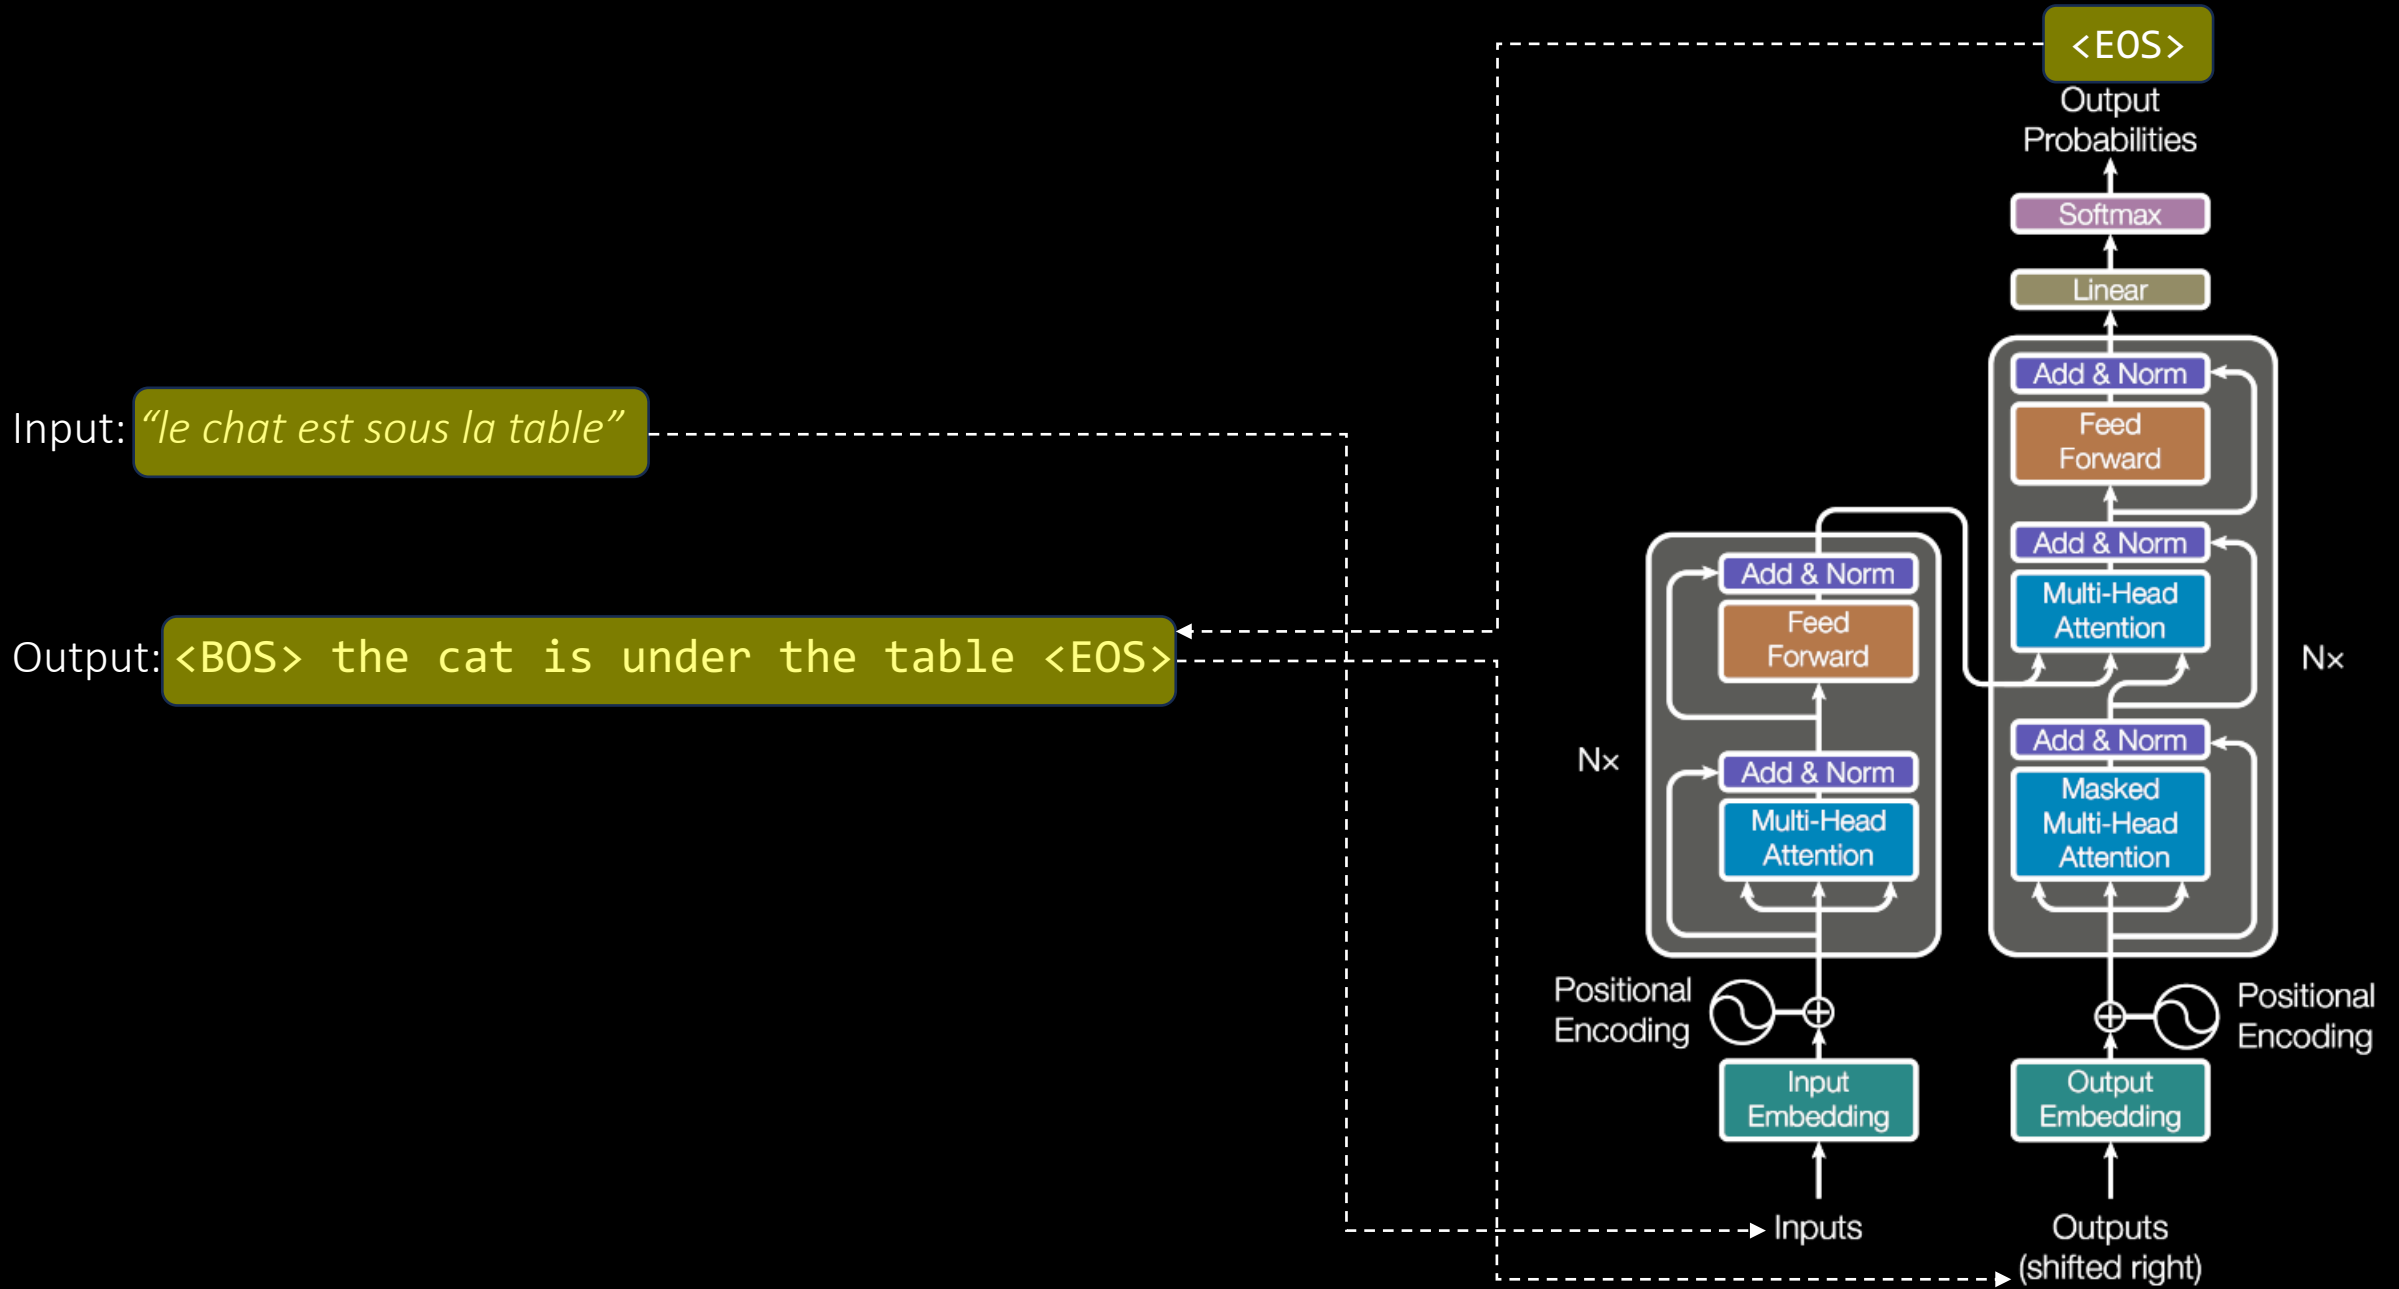 <EOS>
Output
Probabilities
Softmax
Linear
Add & Norm
Feed
Forward
Add & Norm
Multi-Head
Attention
Nx
Add & Norm
Masked
Multi-Head
Attention
Positional
Encoding
Output
Embedding
Outputs
(shifted right)
Input: “le chat est sous la table”
Output: <BOS> the cat is under the table <EOS>
Add & Norm
Feed
Forward
Nx
Add & Norm
Multi-Head
Attention
Positional
Encoding
Input
Embedding
Inputs